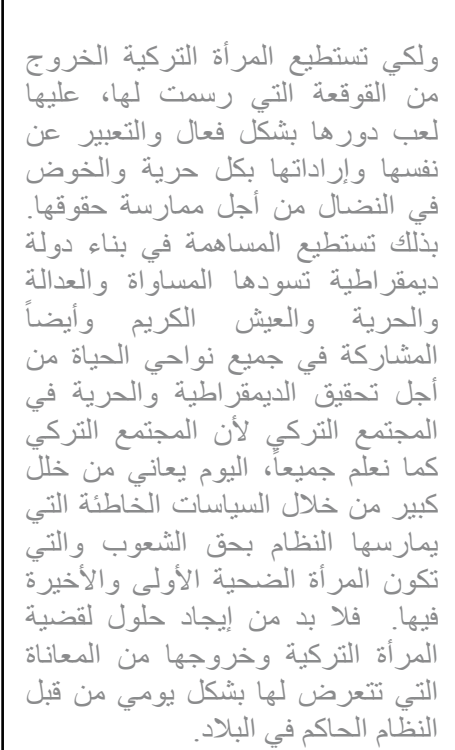 ولكي تستطيع المرأة التركية الخروج
من القوقعة التي رسمت لها، عليها
لعب دورها بشكل فعال والتعبير عن
نفسها وإراداتها بكل حرية والخوض
في النضال من أجل ممارسة حقوقها.
بذلك تستطيع المساهمة في بناء دولة
ديمقراطية تسودها المساواة والعدالة
والحرية والعيش الكريم وأيضاً
المشاركة في جميع نواحي الحياة من
أجل تحقيق الديمقراطية والحرية في
المجتمع التركي لأن المجتمع التركي
كما نعلم جميعاً، اليوم يعاني من خلل
كبير من خلال السياسات الخاطئة التي
يمارسها النظام بحق الشعوب والتي
تكون المرأة الضحية الأولى والأخيرة
فيها. فلا بد من إيجاد حلول لقضية
المرأة التركية وخروجها من المعاناة
التي تتعرض لها بشكل يومي من قبل
النظام الحاكم في البلاد.